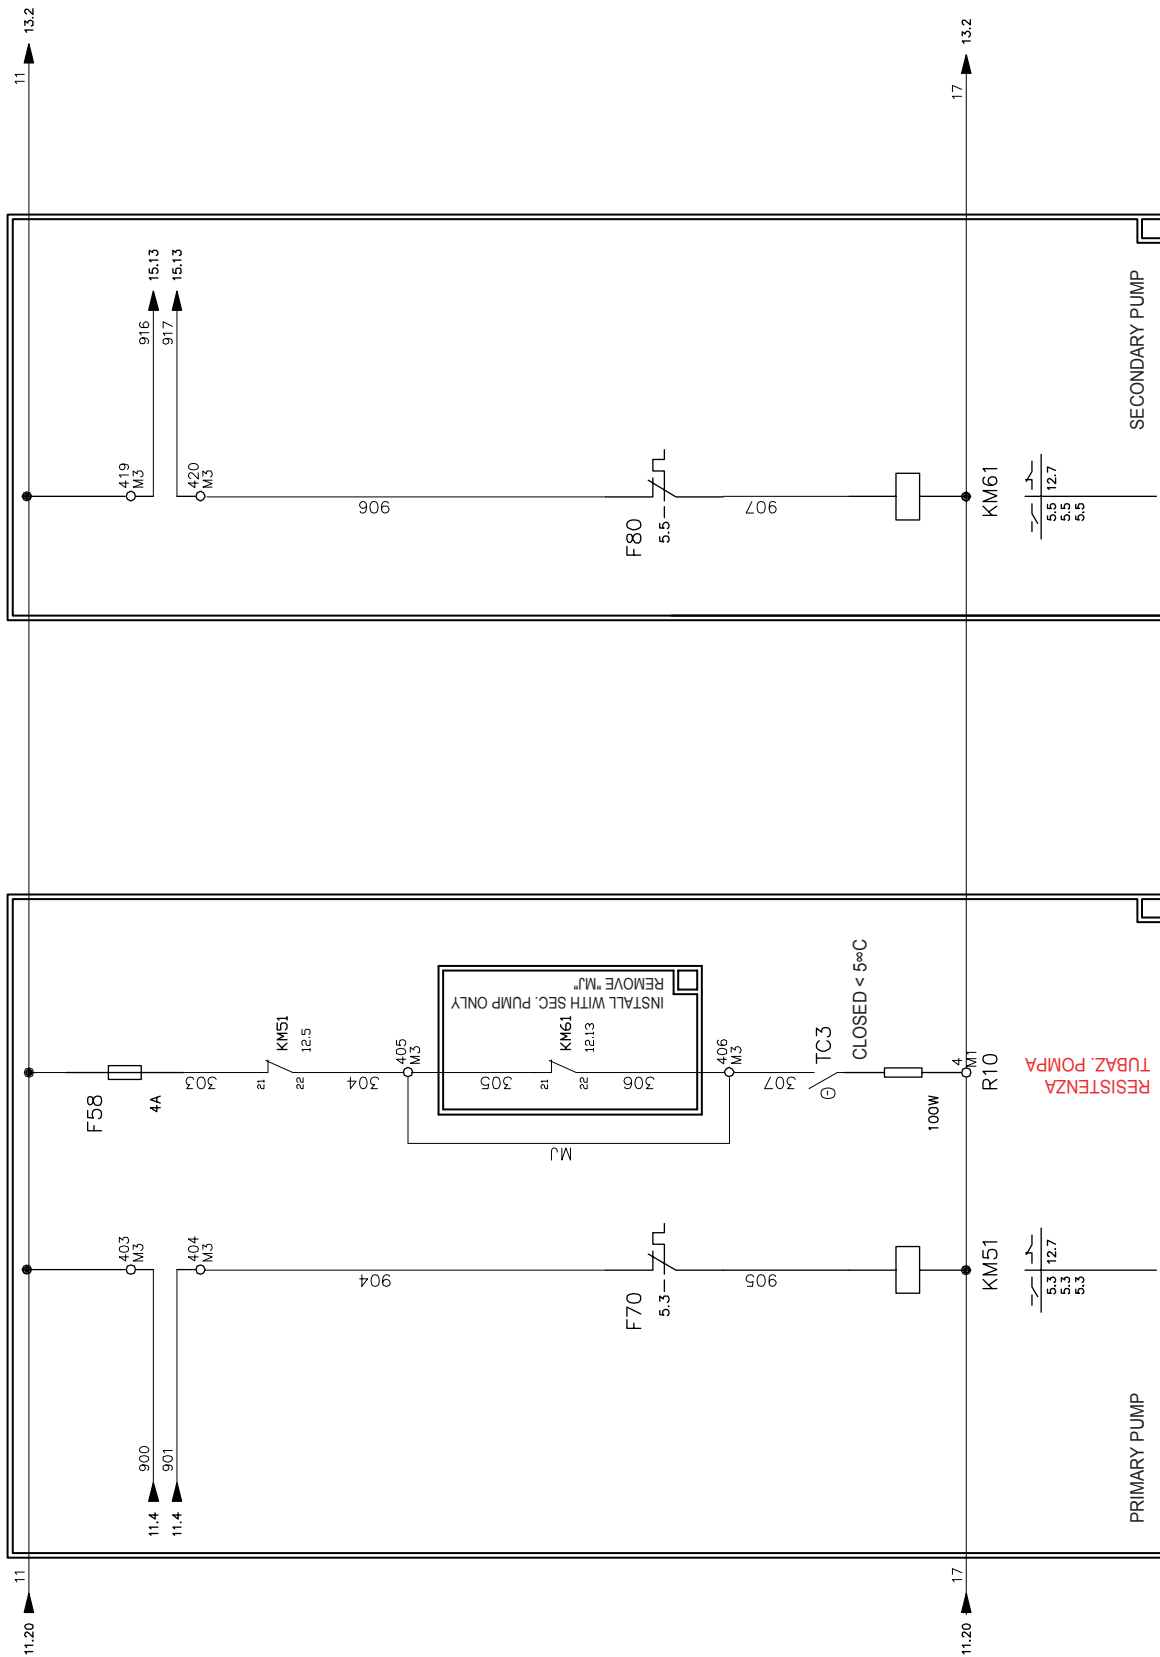 11.20
11
11
13.2
11.4
900
11.4
901
403
M3
404
M3
904
F70
5.3
905
KM51
5.3
5.3
5.3
12.7
PRIMARY PUMP
F58
4A
303
21
22
KM51
12.5
304
405
M3
MJ
305
21
22
KM61
12.13
306
INSTALL WITH SEC. PUMP ONLY
REMOVE "MJ"
406
M3
307
TC3
CLOSED < 5∞C
Θ
100W
4
M1
R10
RESISTENZA
TUBAZ. POMPA
419
M3
420
M3
916
15.13
917
15.13
906
F80
5.5
907
KM61
5.5
5.5
5.5
12.7
SECONDARY PUMP
11.20
17
17
13.2